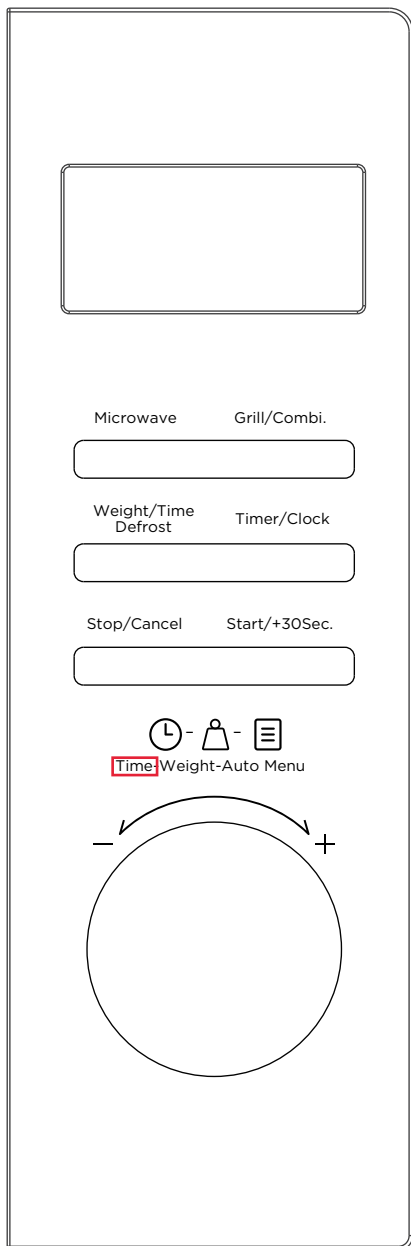 Microwave Grill/Combi.
Weight/Time
Defrost Timer/Clock
Stop/Cancel Start/+30Sec.
Time-Weight-Auto Menu